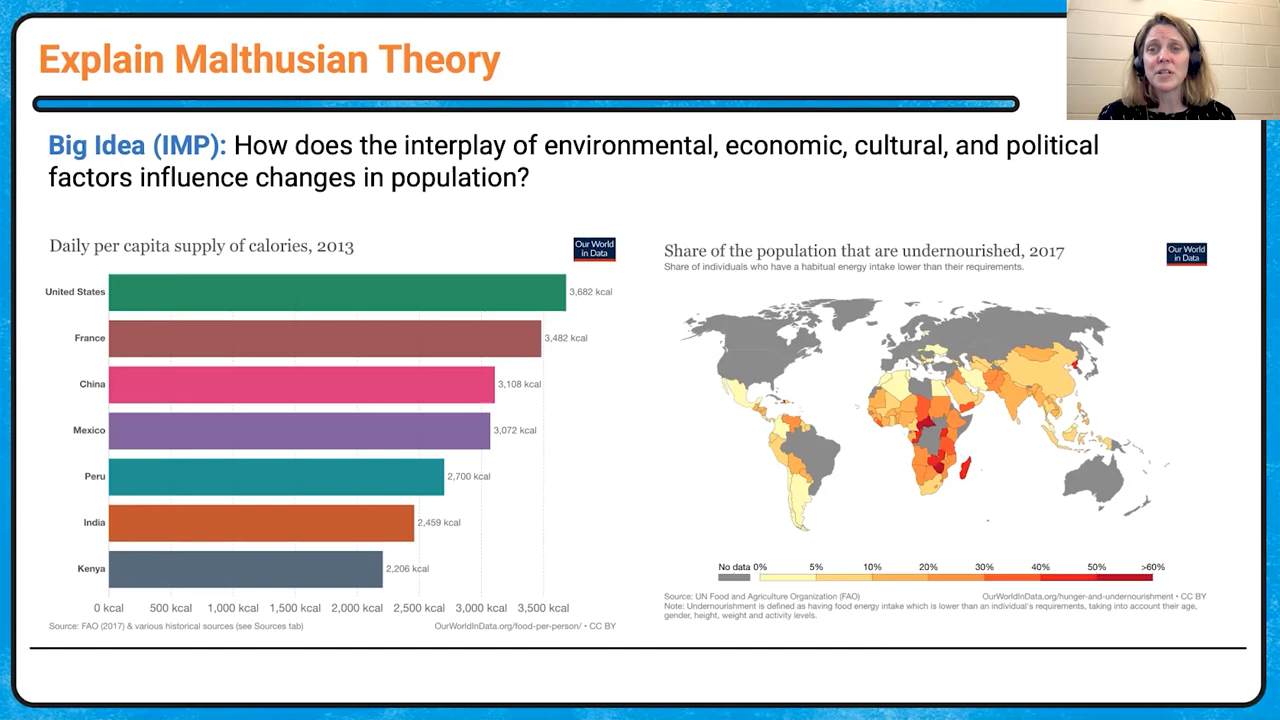 Explain Malthusian Theory
Big Idea (IMP): How does the interplay of environmental, economic, cultural, and political
factors influence changes in population?
Daily per capita supply of calories, 2013
Our World
in Data
United States
3,682 kcal
France
3,482 kcal
China
3,108 kcal
Mexico
3,072 kcal
Peru
2,700 kcal
India
2,459 kcal
Kenya
2,206 kcal
0 kcal 500 kcal 1,000 kcal 1,500 kcal 2,000 kcal 2,500 kcal 3,000 kcal 3,500 kcal
Source: FAO (2017) & various historical sources (see Sources tab)
OurWorldInData.org/food-per-person/ • CC BY
Share of the population that are undernourished, 2017
Share of individuals who have a habitual energy intake lower than their requirements.
Our World
in Data
No data 0% 5% 10% 20% 30% 40% 50% >60%
Source: UN Food and Agriculture Organization (FAO)
OurWorldInData.org/hunger-and-undernourishment • CC BY
Note: Undernourishment is defined as having food energy intake which is lower than an individual's requirements, taking into account their age,
gender, height, weight and activity levels.